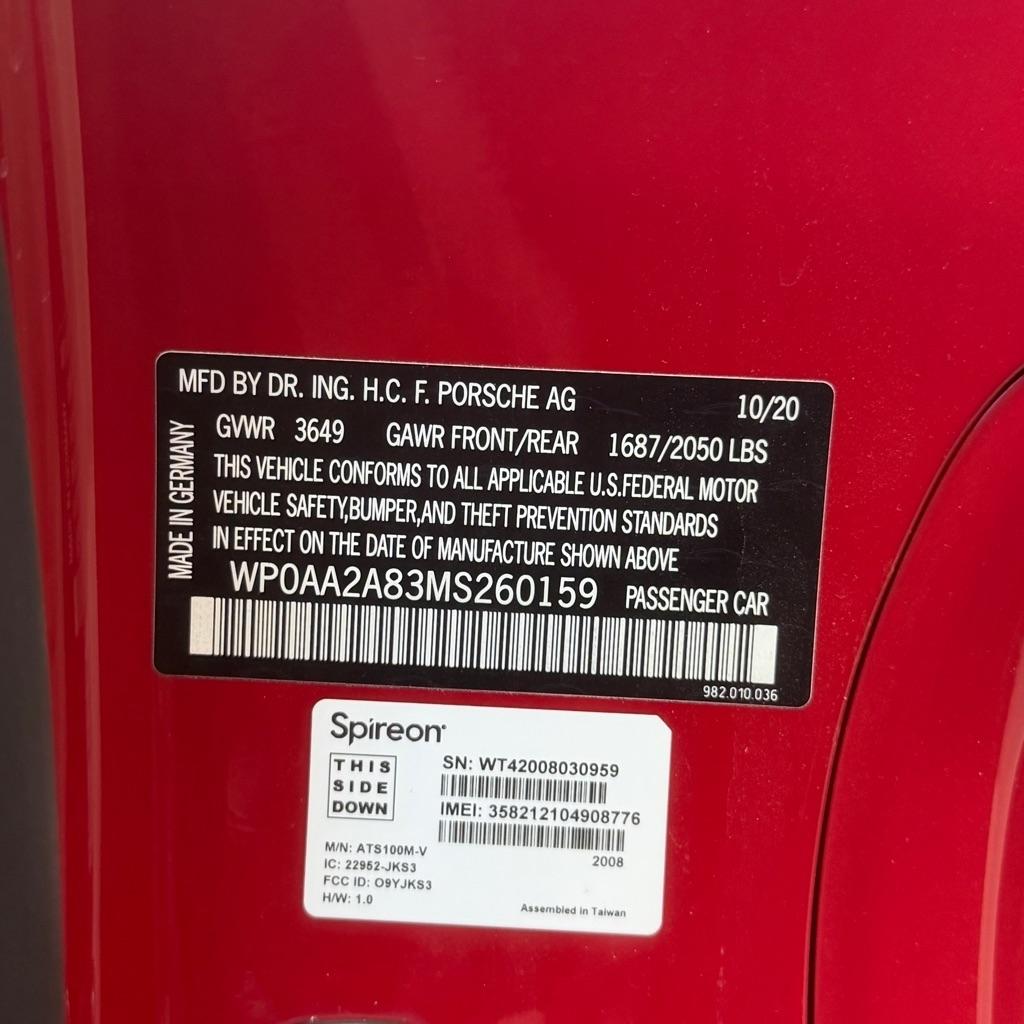 MFD BY DR. ING. H.C. F. PORSCHE AG 10/20
GVWR 3649 GAWR FRONT/REAR 1687/2050 LBS
THIS VEHICLE CONFORMS TO ALL APPLICABLE U.S.FEDERAL MOTOR
VEHICLE SAFETY,BUMPER,AND THEFT PREVENTION STANDARDS
IN EFFECT ON THE DATE OF MANUFACTURE SHOWN ABOVE
WP0AA2A83MS260159 PASSENGER CAR
MADE IN GERMANY
982.010.036
Spireon
THIS
SIDE
DOWN
SN: WT42008030959
IMEI: 358212104908776
2008
M/N: ATS100M-V
IC: 22952-JKS3
FCC ID: O9YJKS3
H/W: 1.0
Assembled in Taiwan